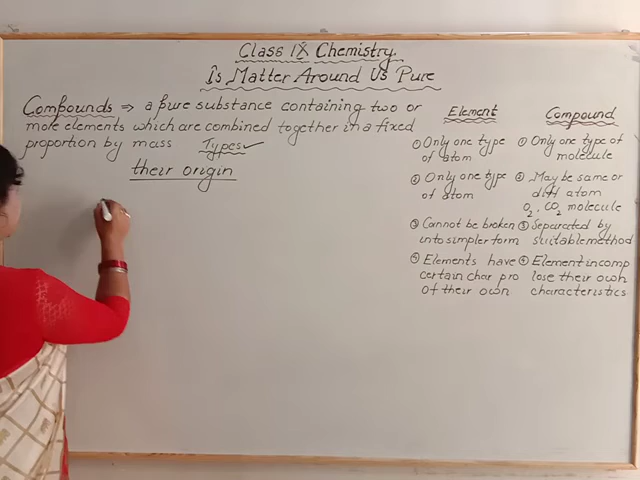 Class IX Chemistry.
Is Matter Around Us Pure
Compounds → a pure substance containing two or
more elements which are combined together in a fixed
proportion by mass Types ✓
their origin
Element
① Only one type
of atom
② Only one type
of atom
③ Cannot be broken
into simpler form
④ Elements have
certain char pro
of their own.
Compound
① Only one type of
molecule
② May be same or
diff atom
O₂, CO₂ molecule
③ Separated by
suitable method
④ Element in comp
lose their own
characteristics